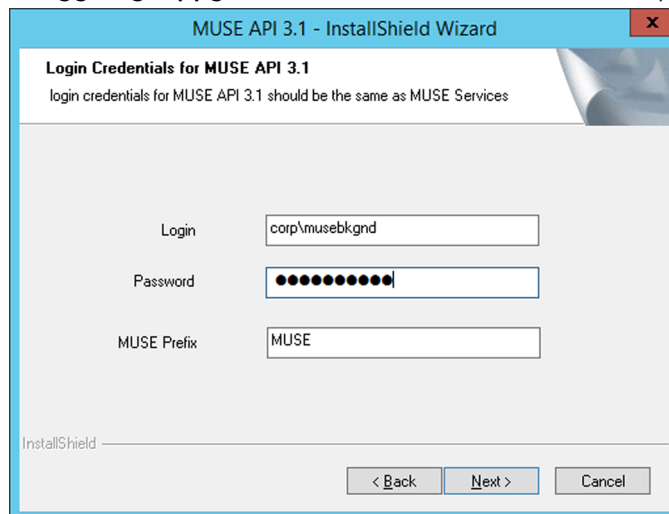 MUSE API 3.1 - InstallShield Wizard
x
Login Credentials for MUSE API 3.1
login credentials for MUSE API 3.1 should be the same as MUSE Services
Login
corp\musebkgnd
Password
●●●●●●●●●●
MUSE Prefix
MUSE
InstallShield
< Back
Next >
Cancel